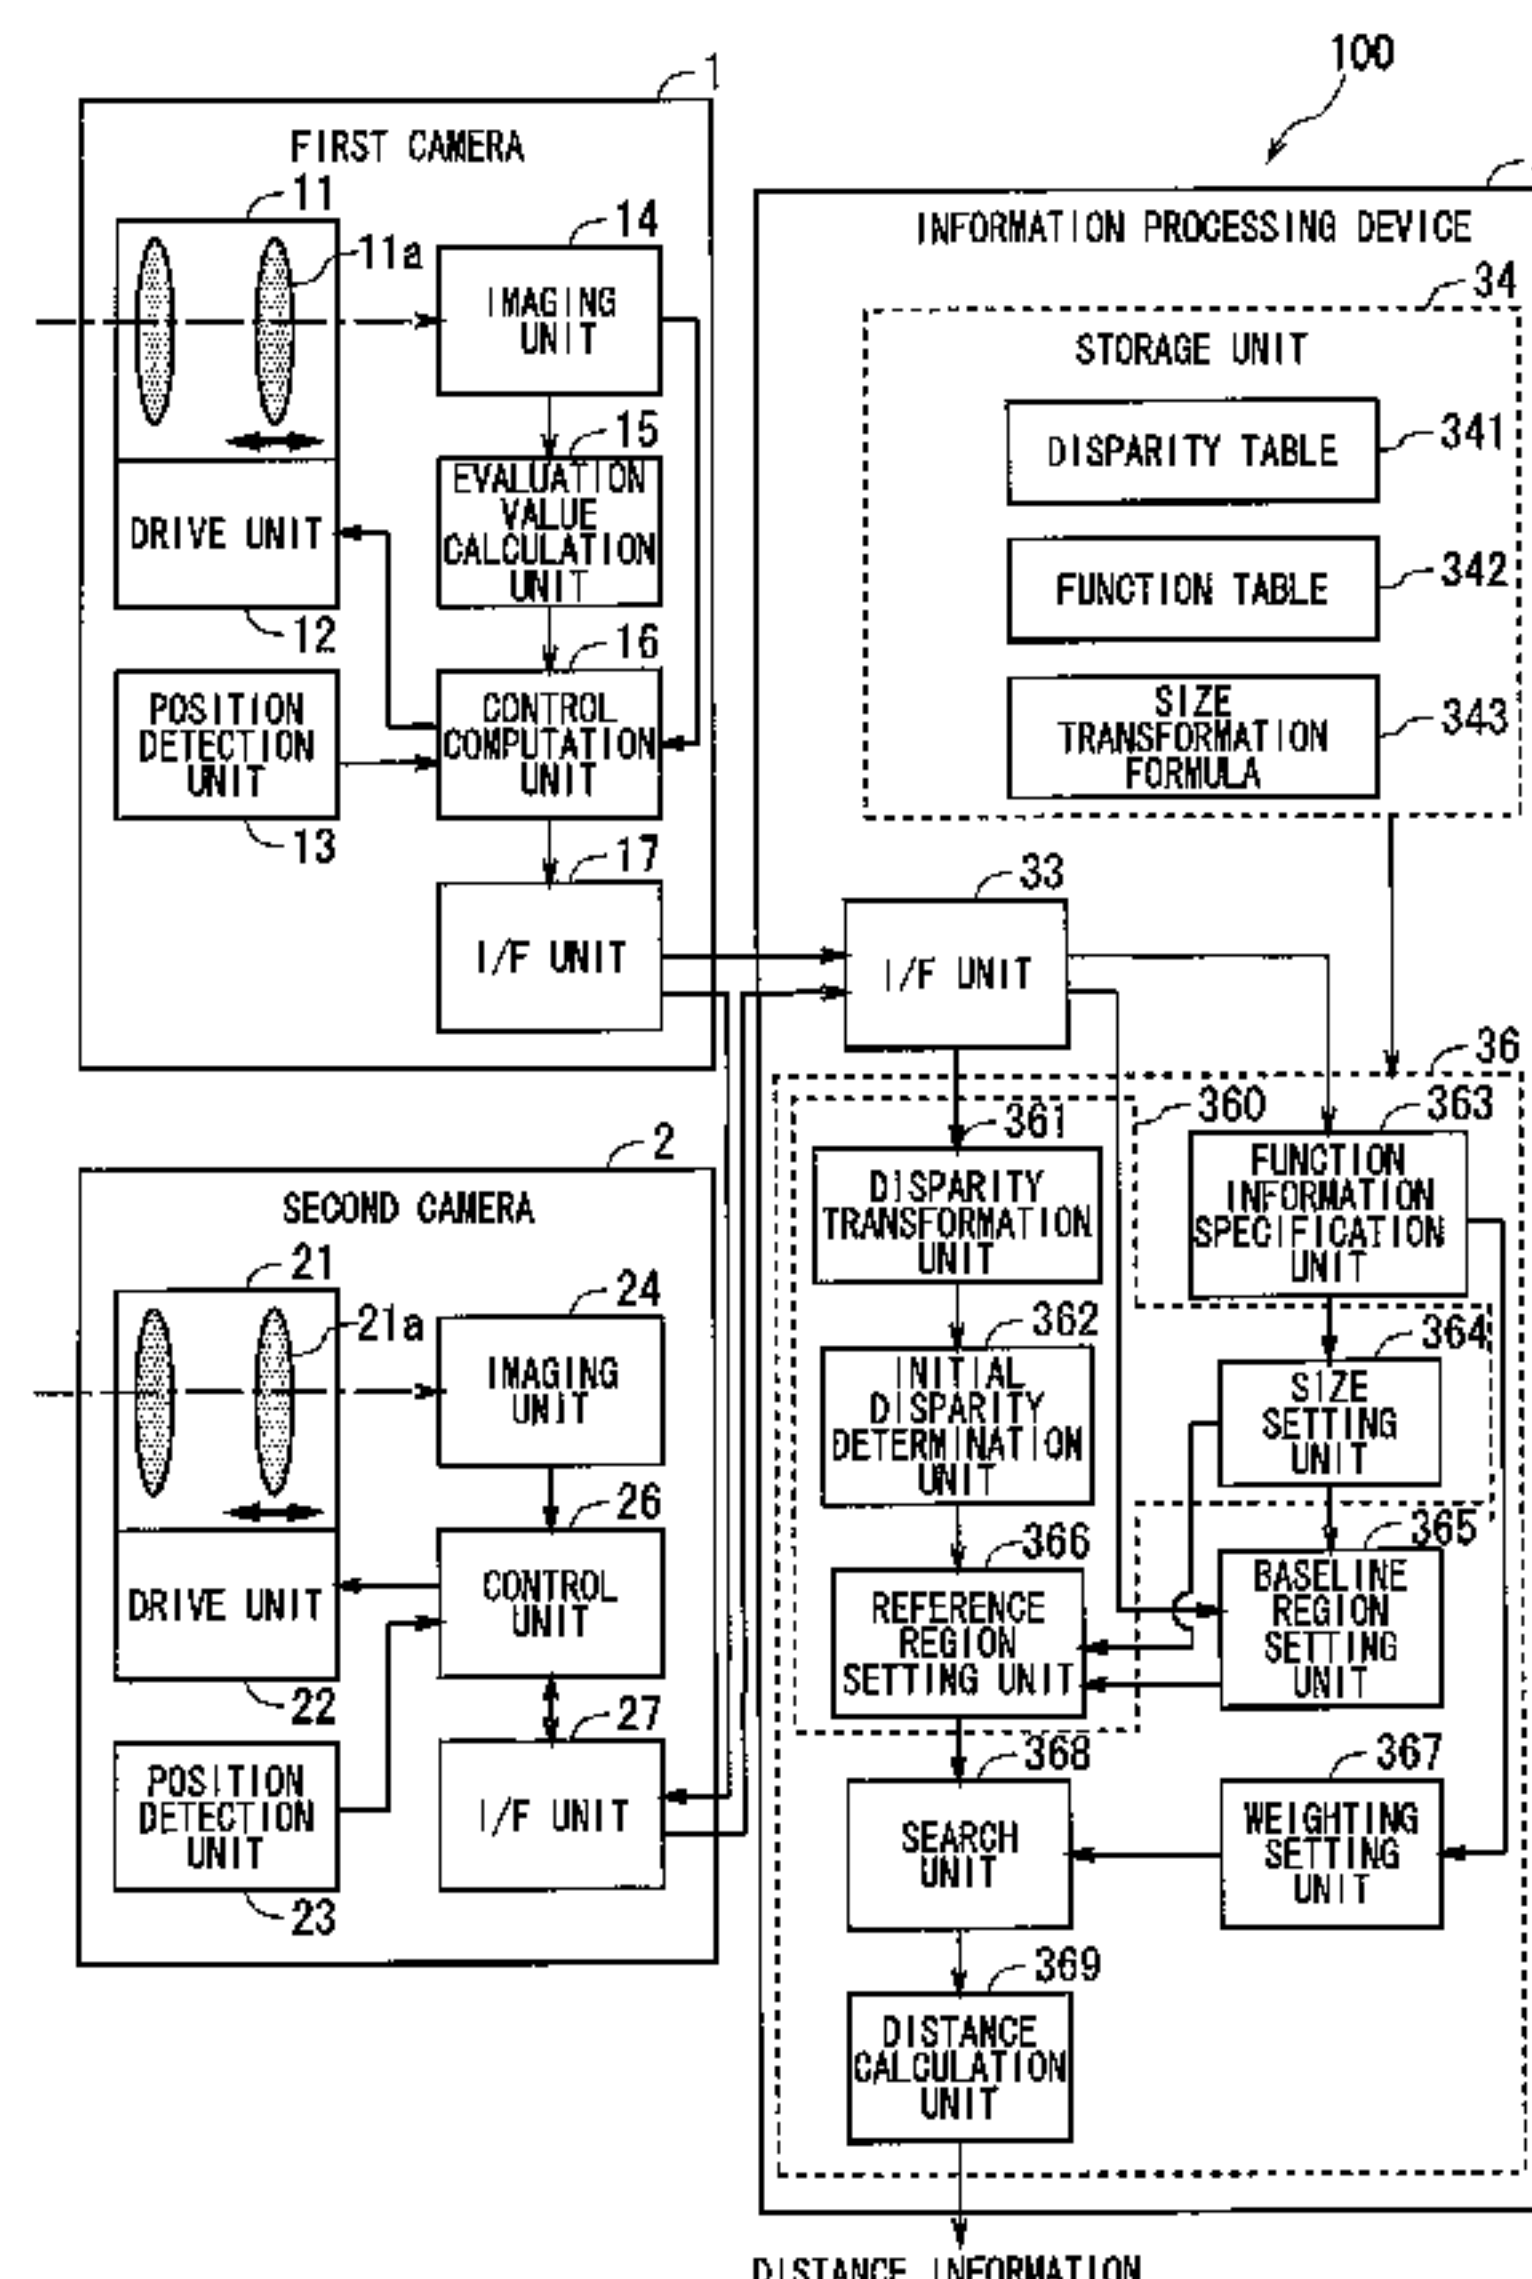 100
1
FIRST CAMERA
11
11a
14
IMAGING
UNIT
15
EVALUATION
VALUE
CALCULATION
UNIT
DRIVE UNIT
12
16
CONTROL
COMPUTATION
UNIT
POSITION
DETECTION
UNIT
13
17
I/F UNIT
INFORMATION PROCESSING DEVICE
34
STORAGE UNIT
DISPARITY TABLE
341
FUNCTION TABLE
342
SIZE
TRANSFORMATION
FORMULA
343
33
I/F UNIT
36
360
361
DISPARITY
TRANSFORMATION
UNIT
363
FUNCTION
INFORMATION
SPECIFICATION
UNIT
362
INITIAL
DISPARITY
DETERMINATION
UNIT
364
SIZE
SETTING
UNIT
366
REFERENCE
REGION
SETTING UNIT
365
BASELINE
REGION
SETTING
UNIT
368
SEARCH
UNIT
367
WEIGHTING
SETTING
UNIT
369
DISTANCE
CALCULATION
UNIT
DISTANCE INFORMATION
2
SECOND CAMERA
21
21a
24
IMAGING
UNIT
26
CONTROL
UNIT
DRIVE UNIT
22
27
I/F UNIT
POSITION
DETECTION
UNIT
23